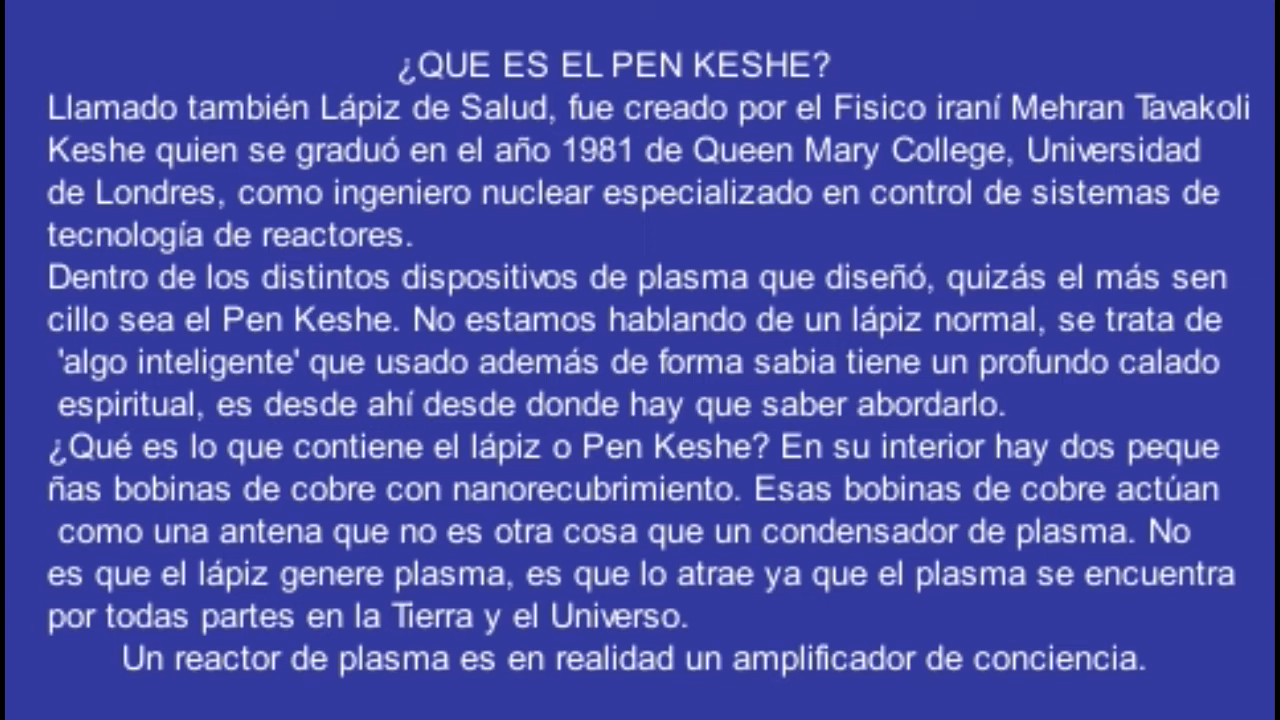 ¿QUE ES EL PEN KESHE?
Llamado también Lápiz de Salud, fue creado por el Fisico iraní Mehran Tavakoli
Keshe quien se graduó en el año 1981 de Queen Mary College, Universidad
de Londres, como ingeniero nuclear especializado en control de sistemas de
tecnología de reactores.
Dentro de los distintos dispositivos de plasma que diseñó, quizás el más sen
cillo sea el Pen Keshe. No estamos hablando de un lápiz normal, se trata de
'algo inteligente' que usado además de forma sabia tiene un profundo calado
espiritual, es desde ahí desde donde hay que saber abordarlo.
¿Qué es lo que contiene el lápiz o Pen Keshe? En su interior hay dos peque
ñas bobinas de cobre con nanorecubrimiento. Esas bobinas de cobre actúan
como una antena que no es otra cosa que un condensador de plasma. No
es que el lápiz genere plasma, es que lo atrae ya que el plasma se encuentra
por todas partes en la Tierra y el Universo.
Un reactor de plasma es en realidad un amplificador de conciencia.